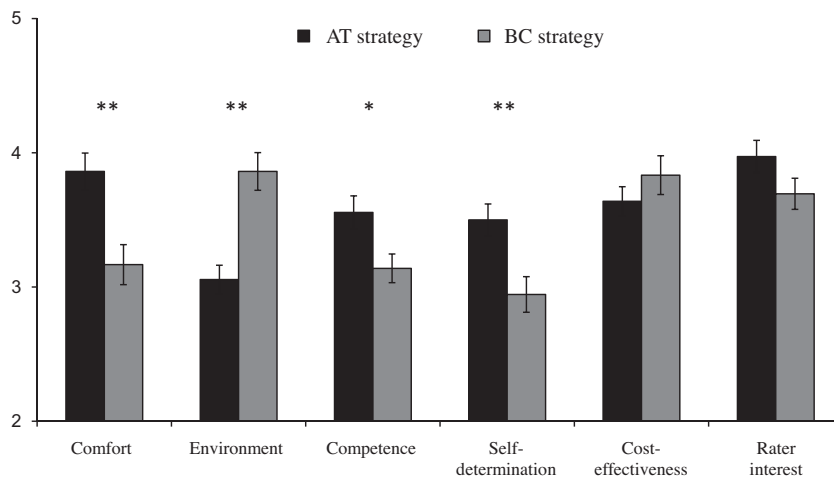 5
AT strategy BC strategy
** ** * **
4
3
2
Comfort Environment Competence Self- Cost- Rater
determination effectiveness interest